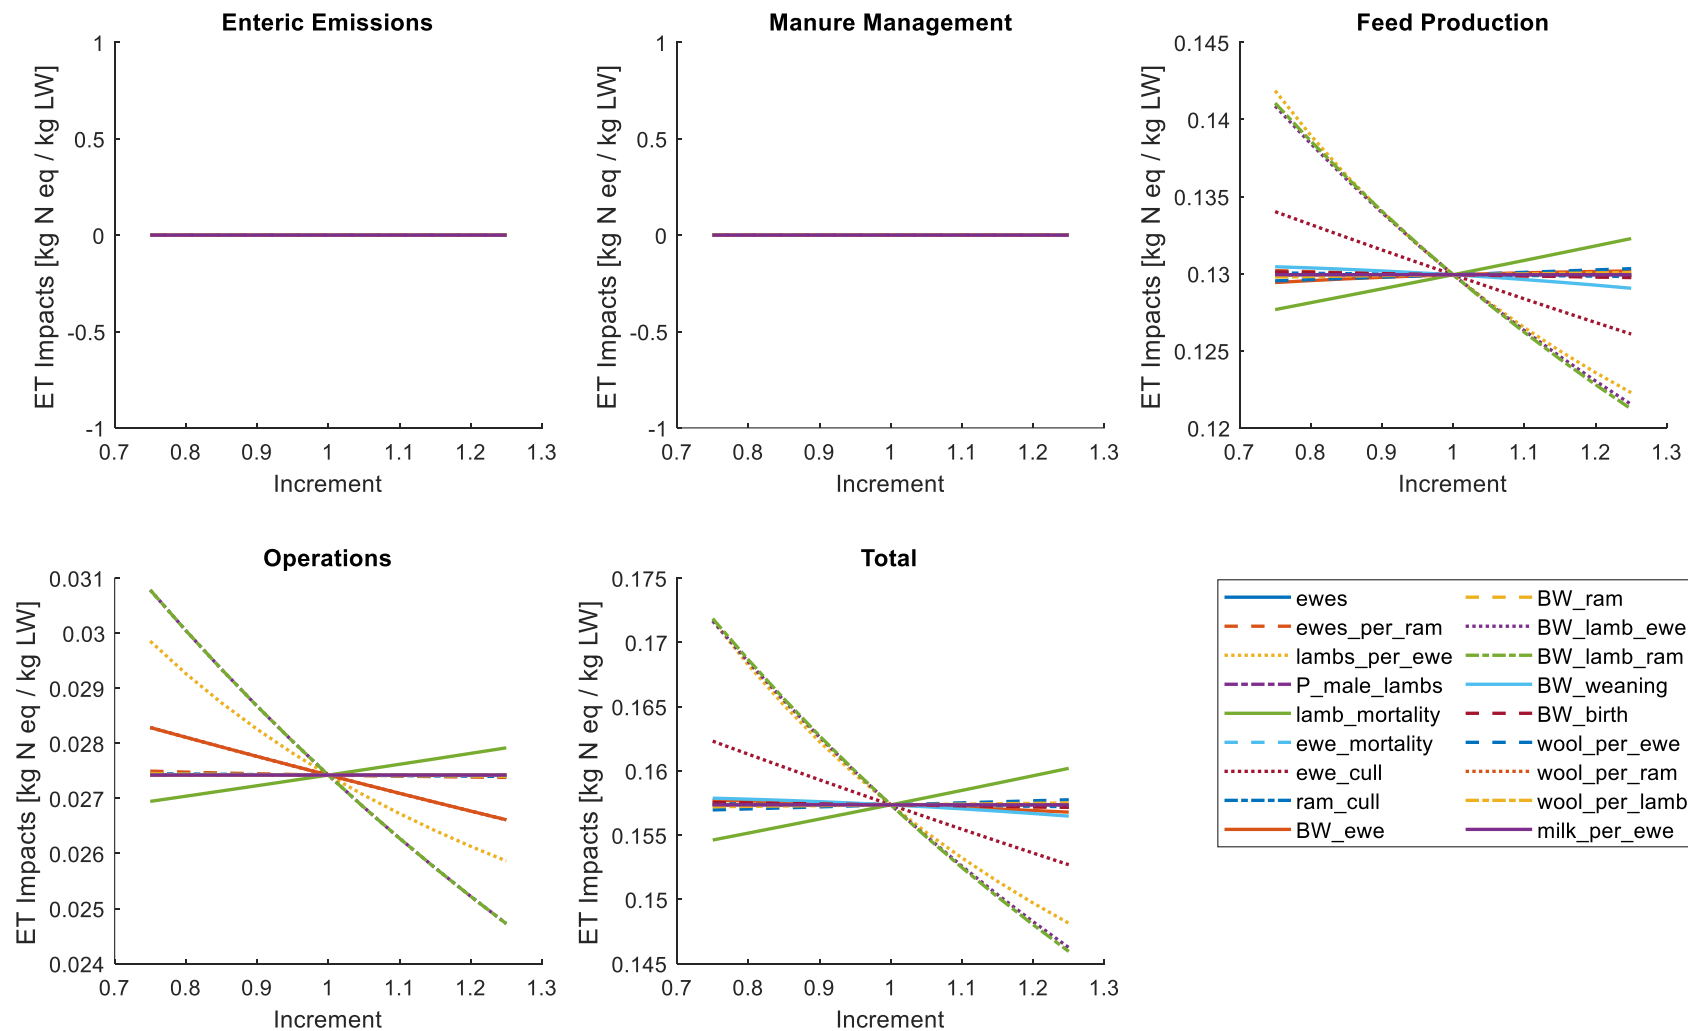 Enteric Emissions
ET Impacts [kg N eq / kg LW]
1
0.5
0
-0.5
-1
0.7 0.8 0.9 1 1.1 1.2 1.3
Increment
Manure Management
ET Impacts [kg N eq / kg LW]
1
0.5
0
-0.5
-1
0.7 0.8 0.9 1 1.1 1.2 1.3
Increment
Feed Production
ET Impacts [kg N eq / kg LW]
0.145
0.14
0.135
0.13
0.125
0.12
0.7 0.8 0.9 1 1.1 1.2 1.3
Increment
Operations
ET Impacts [kg N eq / kg LW]
0.031
0.03
0.029
0.028
0.027
0.026
0.025
0.024
0.7 0.8 0.9 1 1.1 1.2 1.3
Increment
Total
ET Impacts [kg N eq / kg LW]
0.175
0.17
0.165
0.16
0.155
0.15
0.145
0.7 0.8 0.9 1 1.1 1.2 1.3
Increment
ewes
ewes_per_ram
lambs_per_ewe
P_male_lambs
lamb_mortality
ewe_mortality
ewe_cull
ram_cull
BW_ewe
BW_ram
BW_lamb_ewe
BW_lamb_ram
BW_weaning
BW_birth
wool_per_ewe
wool_per_ram
wool_per_lamb
milk_per_ewe